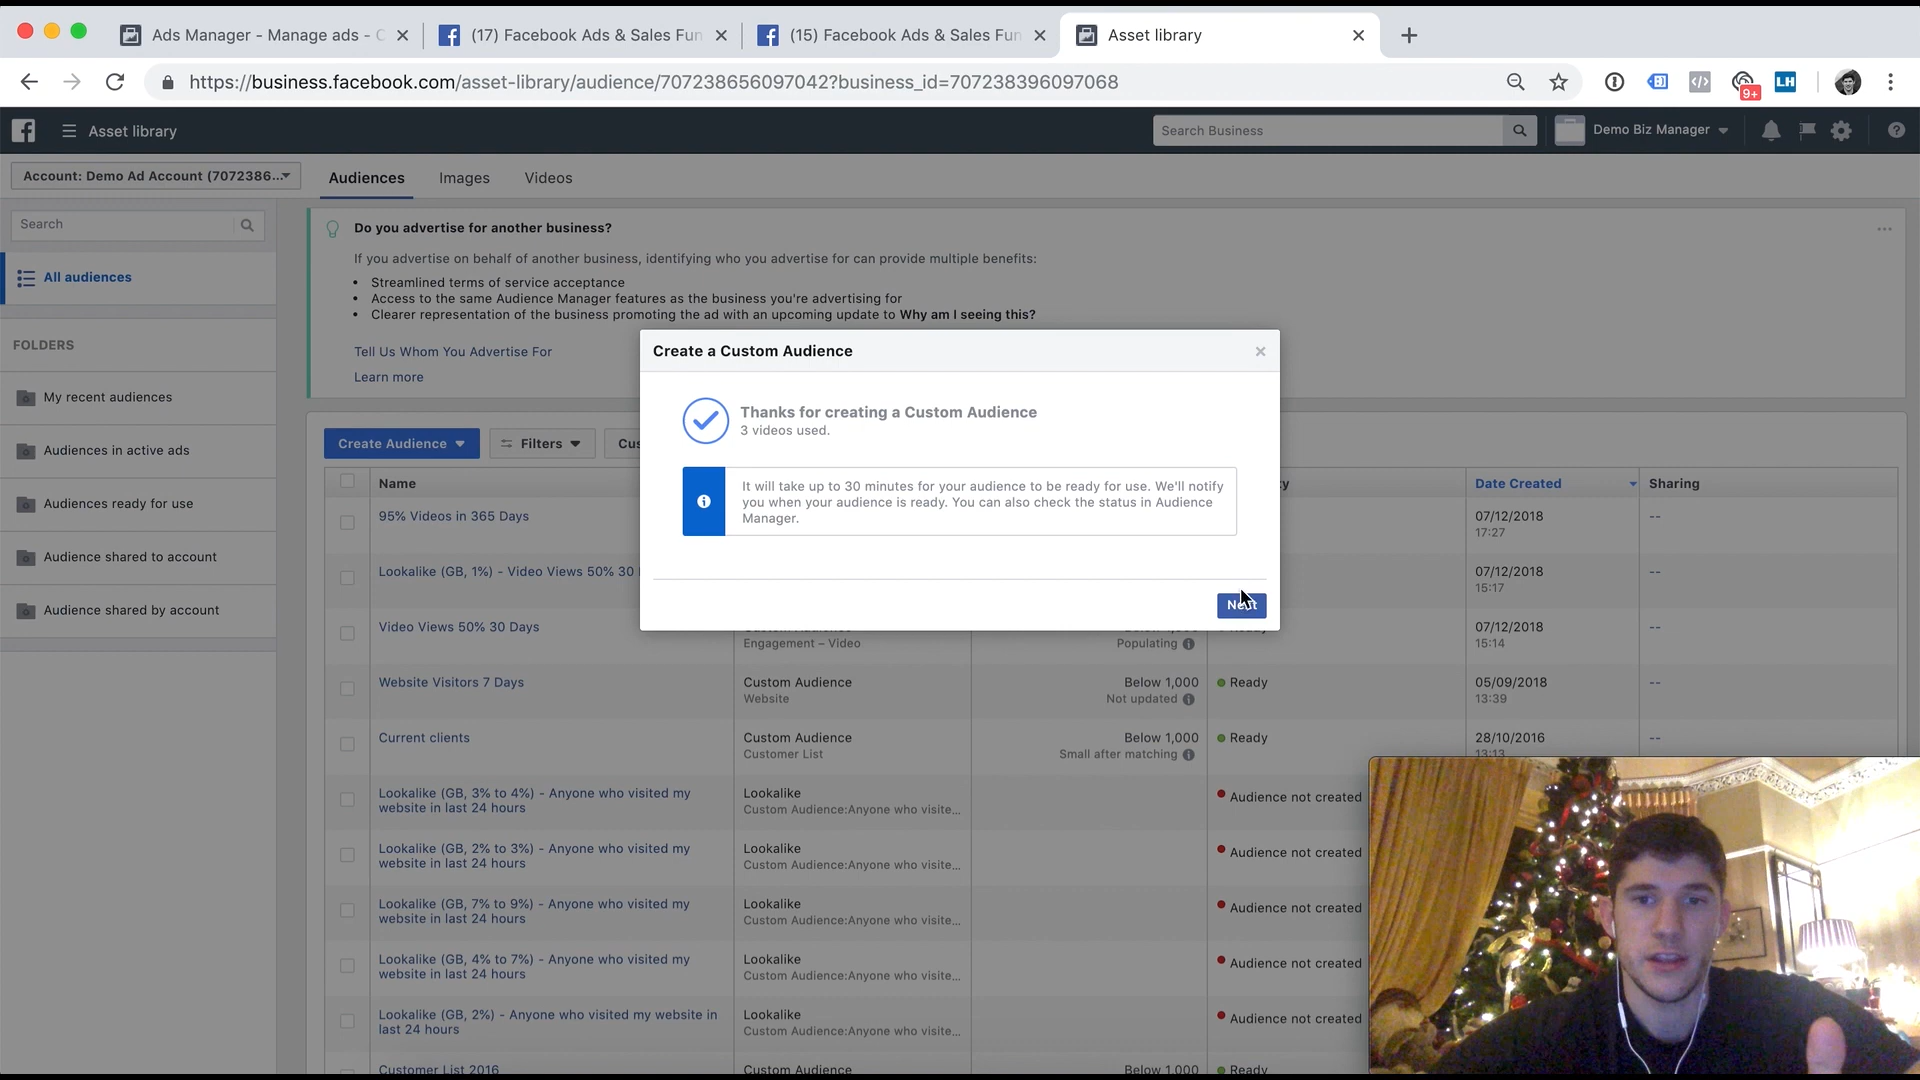 Ads Manager - Manage ads - C
(17) Facebook Ads & Sales Fun
(15) Facebook Ads & Sales Fun
Asset library
https://business.facebook.com/asset-library/audience/707238656097042?business_id=707238396097068
9+
LH
Asset library
Search Business
Demo Biz Manager
Account: Demo Ad Account (7072386...
Audiences
Images
Videos
Search
All audiences
FOLDERS
My recent audiences
Audiences in active ads
Audiences ready for use
Audience shared to account
Audience shared by account
Do you advertise for another business?
If you advertise on behalf of another business, identifying who you advertise for can provide multiple benefits:
• Streamlined terms of service acceptance
• Access to the same Audience Manager features as the business you're advertising for
• Clearer representation of the business promoting the ad with an upcoming update to Why am I seeing this?
Tell Us Whom You Advertise For
Learn more
Create a Custom Audience
Thanks for creating a Custom Audience
3 videos used.
It will take up to 30 minutes for your audience to be ready for use. We'll notify
you when your audience is ready. You can also check the status in Audience
Manager.
Next
Create Audience
Filters
Name
Date Created
Sharing
95% Videos in 365 Days
07/12/2018
17:27
--
Lookalike (GB, 1%) - Video Views 50% 30
07/12/2018
15:17
--
Video Views 50% 30 Days
Custom Audience
Engagement – Video
Below 1,000
Populating
Ready
07/12/2018
15:14
--
Website Visitors 7 Days
Custom Audience
Website
Below 1,000
Not updated
Ready
05/09/2018
13:39
--
Current clients
Custom Audience
Customer List
Below 1,000
Small after matching
Ready
28/10/2016
13:13
--
Lookalike (GB, 3% to 4%) - Anyone who visited my
website in last 24 hours
Lookalike
Custom Audience:Anyone who visite...
Audience not created
Lookalike (GB, 2% to 3%) - Anyone who visited my
website in last 24 hours
Lookalike
Custom Audience:Anyone who visite...
Audience not created
Lookalike (GB, 7% to 9%) - Anyone who visited my
website in last 24 hours
Lookalike
Custom Audience:Anyone who visite...
Audience not created
Lookalike (GB, 4% to 7%) - Anyone who visited my
website in last 24 hours
Lookalike
Custom Audience:Anyone who visite...
Audience not created
Lookalike (GB, 2%) - Anyone who visited my website in
last 24 hours
Lookalike
Custom Audience:Anyone who visite...
Audience not created
Customer List 2016
Custom Audience
Below 1,000
Ready